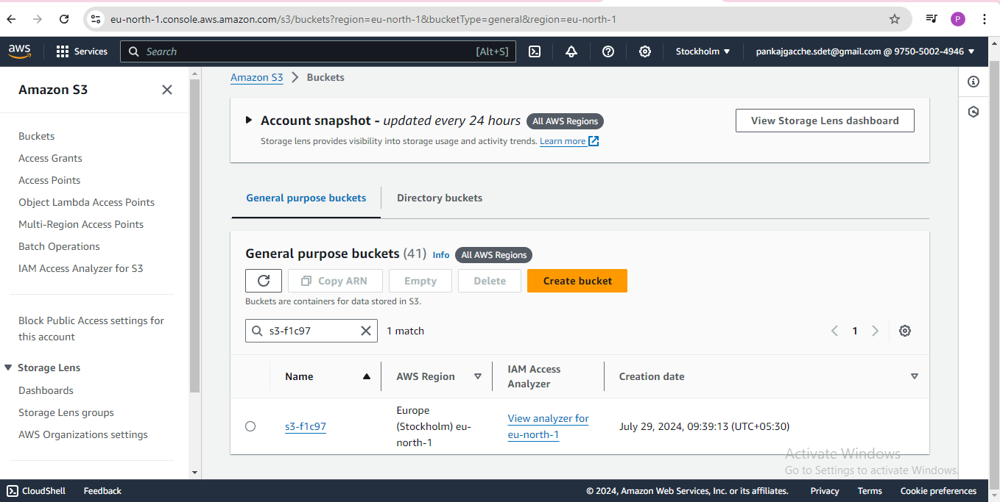 eu-north-1.console.aws.amazon.com/s3/buckets?region=eu-north-1&bucketType=general&region=eu-north-1
P
aws
Services
Search
[Alt+S]
Stockholm
pankajgacche.sdet@gmail.com @ 9750-5002-4946
Amazon S3
Buckets
Access Grants
Access Points
Object Lambda Access Points
Multi-Region Access Points
Batch Operations
IAM Access Analyzer for S3
Block Public Access settings for
this account
Storage Lens
Dashboards
Storage Lens groups
AWS Organizations settings
Amazon S3 > Buckets
Account snapshot - updated every 24 hours
All AWS Regions
View Storage Lens dashboard
Storage lens provides visibility into storage usage and activity trends. Learn more
General purpose buckets
Directory buckets
General purpose buckets (41) Info
All AWS Regions
Copy ARN
Empty
Delete
Create bucket
Buckets are containers for data stored in S3.
s3-f1c97
1 match
1
Name
AWS Region
IAM Access
Analyzer
Creation date
s3-f1c97
Europe
(Stockholm) eu-
north-1
View analyzer for
eu-north-1
July 29, 2024, 09:39:13 (UTC+05:30)
Activate Windows
Go to Settings to activate Windows.
CloudShell
Feedback
© 2024, Amazon Web Services, Inc. or its affiliates.
Privacy
Terms
Cookie preferences